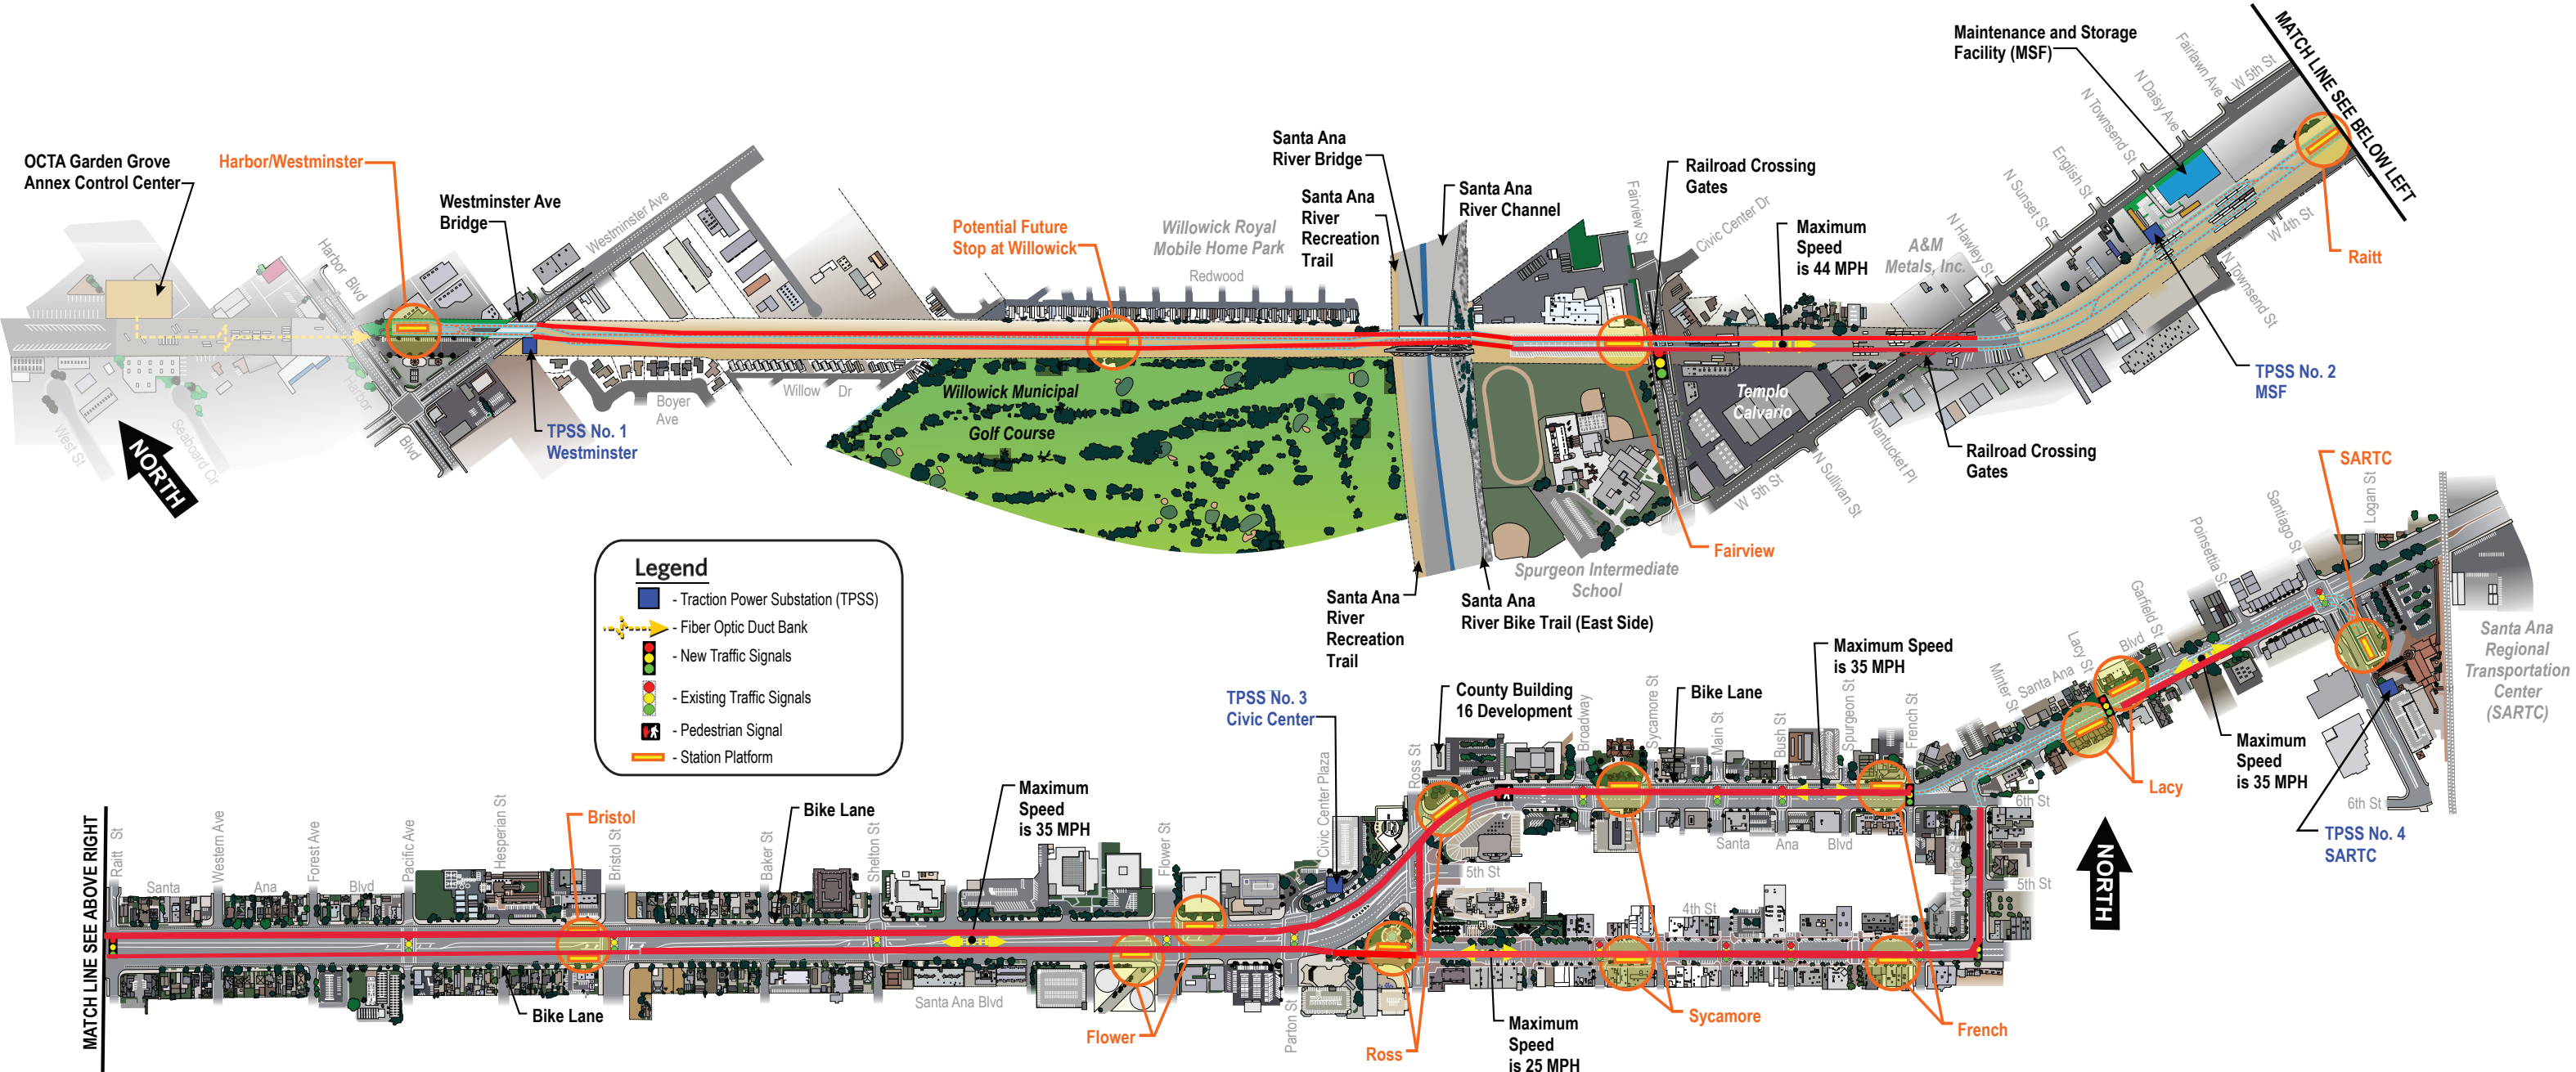 OCTA Garden Grove
Annex Control Center
Harbor/Westminster
Harbor Blvd
Harbor
Blvd
West St
Seaboard Cir
NORTH
Westminster Ave
Bridge
Westminster Ave
TPSS No. 1
Westminster
Boyer
Ave
Willow Dr
Potential Future
Stop at Willowick
Willowick Royal
Mobile Home Park
Redwood
Willowick Municipal
Golf Course
Santa Ana
River Bridge
Santa Ana
River
Recreation
Trail
Santa Ana
River Channel
Santa Ana
River
Recreation
Trail
Santa Ana
River Bike Trail (East Side)
Spurgeon Intermediate
School
Fairview St
Fairview
Railroad Crossing
Gates
Civic Center Dr
Maximum
Speed
is 44 MPH
Templo
Calvario
A&M
Metals, Inc.
W 5th St
N Sullivan St
Nantucket Pl
Railroad Crossing
Gates
N Hawley St
N Sunset St
English St
N Townsend St
N Daisy Ave
Fairlawn Ave
W 5th St
Maintenance and Storage
Facility (MSF)
MATCH LINE SEE BELOW LEFT
Raitt
W 4th St
N Townsend St
TPSS No. 2
MSF
Legend
- Traction Power Substation (TPSS)
- Fiber Optic Duct Bank
- New Traffic Signals
- Existing Traffic Signals
- Pedestrian Signal
- Station Platform
MATCH LINE SEE ABOVE RIGHT
Raitt St
Santa Ana Blvd
Western Ave
Forest Ave
Pacific Ave
Hesperian St
Bristol
Bristol St
Bike Lane
Baker St
Bike Lane
Shelton St
Maximum
Speed
is 35 MPH
Santa Ana Blvd
Flower St
Flower
Parton St
Civic Center Plaza
TPSS No. 3
Civic Center
Ross St
Ross
County Building
16 Development
5th St
Broadway
Sycamore St
Bike Lane
Main St
Bush St
Spurgeon St
French St
Maximum Speed
is 35 MPH
Santa Ana Blvd
4th St
Maximum
Speed
is 25 MPH
Sycamore
French
Mortimer St
6th St
5th St
Minter St
Santa Ana Blvd
Lacy St
Garfield St
Poinsettia St
Santiago St
Logan St
Lacy
Maximum
Speed
is 35 MPH
SARTC
Santa Ana
Regional
Transportation
Center
(SARTC)
6th St
TPSS No. 4
SARTC
NORTH